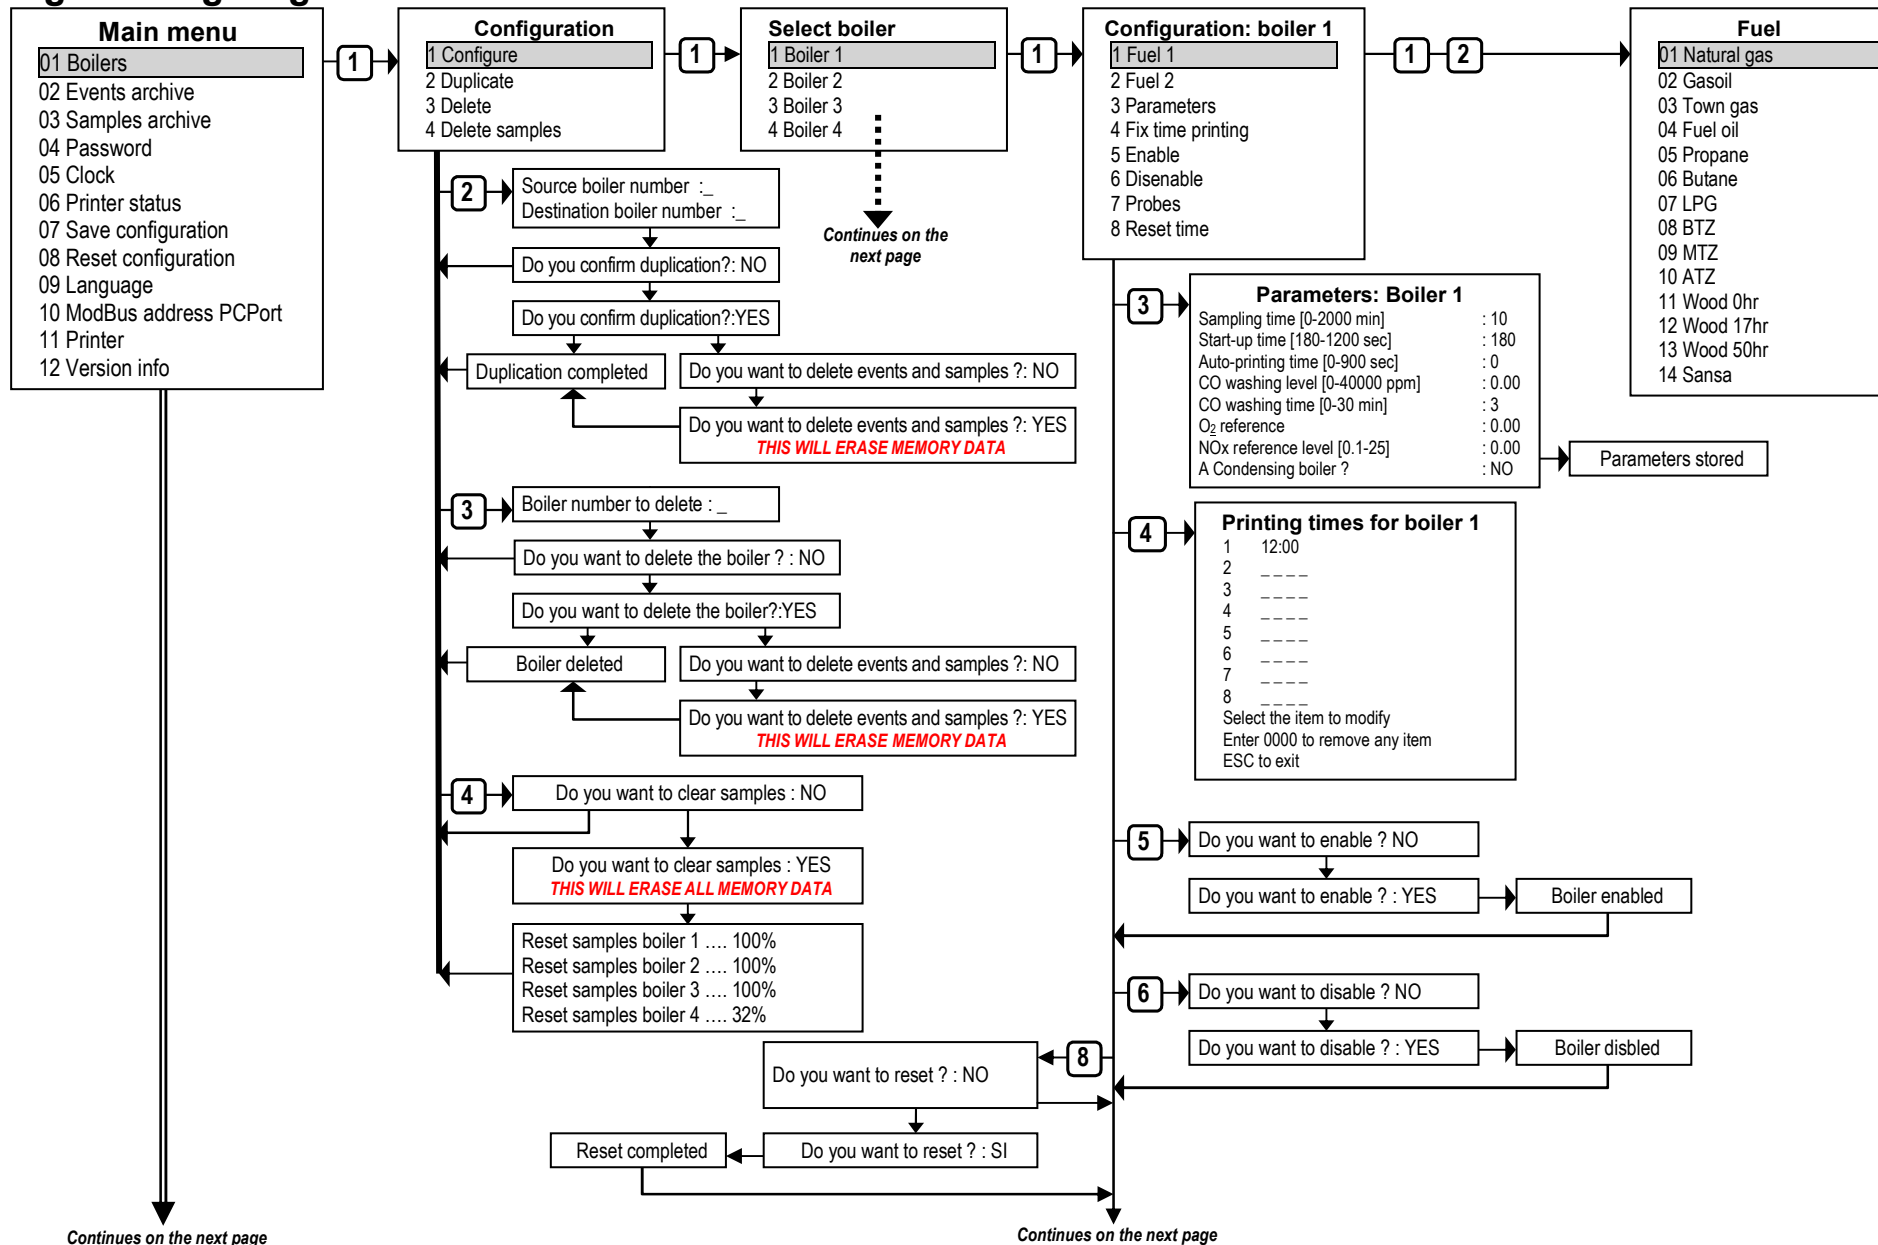 Main menu
01 Boilers
02 Events archive
03 Samples archive
04 Password
05 Clock
06 Printer status
07 Save configuration
08 Reset configuration
09 Language
10 ModBus address PCPort
11 Printer
12 Version info
Continues on the next page
1
Configuration
1 Configure
2 Duplicate
3 Delete
4 Delete samples
1
Select boiler
1 Boiler 1
2 Boiler 2
3 Boiler 3
4 Boiler 4
Continues on the
next page
1
Configuration: boiler 1
1 Fuel 1
2 Fuel 2
3 Parameters
4 Fix time printing
5 Enable
6 Disenable
7 Probes
8 Reset time
1
2
Fuel
01 Natural gas
02 Gasoil
03 Town gas
04 Fuel oil
05 Propane
06 Butane
07 LPG
08 BTZ
09 MTZ
10 ATZ
11 Wood 0hr
12 Wood 17hr
13 Wood 50hr
14 Sansa
2
Source boiler number :_
Destination boiler number :_
Do you confirm duplication?: NO
Do you confirm duplication?:YES
Duplication completed
Do you want to delete events and samples ?: NO
Do you want to delete events and samples ?: YES
THIS WILL ERASE MEMORY DATA
3
Boiler number to delete : _
Do you want to delete the boiler ? : NO
Do you want to delete the boiler?:YES
Boiler deleted
Do you want to delete events and samples ?: NO
Do you want to delete events and samples ?: YES
THIS WILL ERASE MEMORY DATA
4
Do you want to clear samples : NO
Do you want to clear samples : YES
THIS WILL ERASE ALL MEMORY DATA
Reset samples boiler 1 .... 100%
Reset samples boiler 2 .... 100%
Reset samples boiler 3 .... 100%
Reset samples boiler 4 .... 32%
3
Parameters: Boiler 1
Sampling time [0-2000 min] : 10
Start-up time [180-1200 sec] : 180
Auto-printing time [0-900 sec] : 0
CO washing level [0-40000 ppm] : 0.00
CO washing time [0-30 min] : 3
O2 reference : 0.00
NOx reference level [0.1-25] : 0.00
A Condensing boiler ? : NO
Parameters stored
4
Printing times for boiler 1
1 12:00
2 _ _ _ _
3 _ _ _ _
4 _ _ _ _
5 _ _ _ _
6 _ _ _ _
7 _ _ _ _
8 _ _ _ _
Select the item to modify
Enter 0000 to remove any item
ESC to exit
5
Do you want to enable ? NO
Do you want to enable ? : YES
Boiler enabled
6
Do you want to disable ? NO
Do you want to disable ? : YES
Boiler disbled
8
Do you want to reset ? : NO
Do you want to reset ? : SI
Reset completed
Continues on the next page